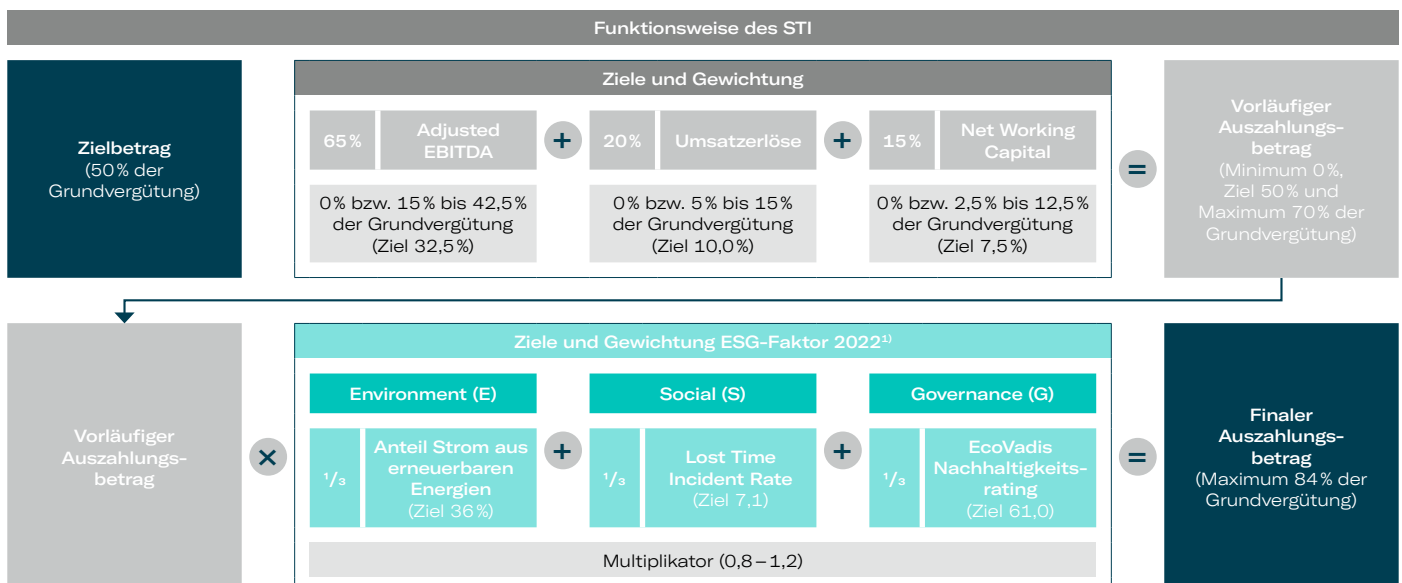 Funktionsweise des STI
Zielbetrag
(50% der
Grundvergütung)
Ziele und Gewichtung
65%
Adjusted
EBITDA
+
20%
Umsatzerlöse
+
15%
Net Working
Capital
0% bzw. 15% bis 42,5%
der Grundvergütung
(Ziel 32,5%)
0% bzw. 5% bis 15%
der Grundvergütung
(Ziel 10,0%)
0% bzw. 2,5% bis 12,5%
der Grundvergütung
(Ziel 7,5%)
=
Vorläufiger
Auszahlungs-
betrag
(Minimum 0%,
Ziel 50% und
Maximum 70% der
Grundvergütung)
Vorläufiger
Auszahlungs-
betrag
×
Ziele und Gewichtung ESG-Faktor 2022¹⁾
Environment (E)
Social (S)
Governance (G)
¹/₃
Anteil Strom aus
erneuerbaren
Energien
(Ziel 36%)
+
¹/₃
Lost Time
Incident Rate
(Ziel 7,1)
+
¹/₃
EcoVadis
Nachhaltigkeits-
rating
(Ziel 61,0)
Multiplikator (0,8–1,2)
=
Finaler
Auszahlungs-
betrag
(Maximum 84% der
Grundvergütung)